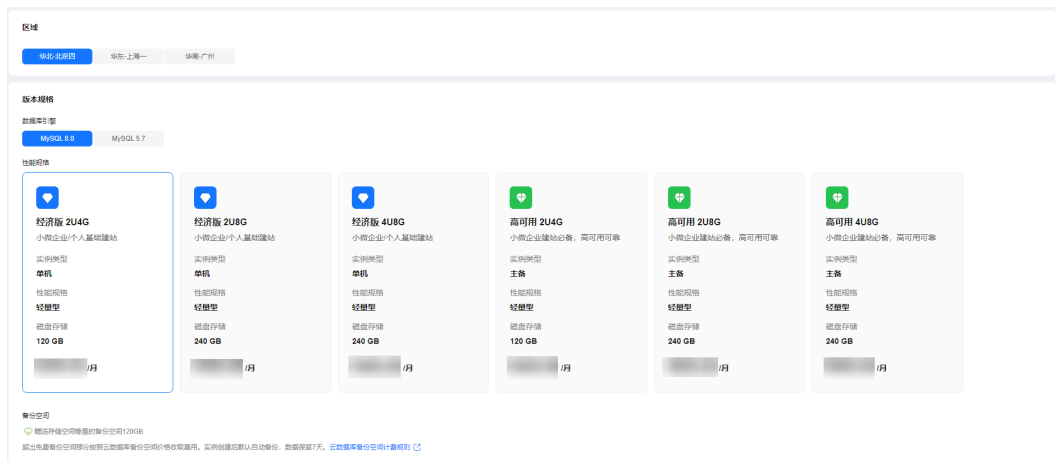 区域
华北-北京四 华东-上海一 华南-广州
版本规格
数据库引擎
MySQL 8.0 MySQL 5.7
性能规格
经济版 2U4G 经济版 2U8G 经济版 4U8G 高可用 2U4G 高可用 2U8G 高可用 4U8G
小微企业/个人基础建站 小微企业/个人基础建站 小微企业/个人基础建站 小微企业建站必备，高可用可靠 小微企业建站必备，高可用可靠 小微企业建站必备，高可用可靠
实例类型 实例类型 实例类型 实例类型 实例类型 实例类型
单机 单机 单机 主备 主备 主备
性能规格 性能规格 性能规格 性能规格 性能规格 性能规格
轻量型 轻量型 轻量型 轻量型 轻量型 轻量型
磁盘存储 磁盘存储 磁盘存储 磁盘存储 磁盘存储 磁盘存储
120 GB 240 GB 240 GB 120 GB 240 GB 240 GB
/月 /月 /月 /月 /月 /月
备份空间
赠送存储空间等量的备份空间120GB
超出免费备份空间部分按照云数据库备份空间价格收取费用。实例创建后默认自动备份，数据保留7天。云数据库备份空间计费规则